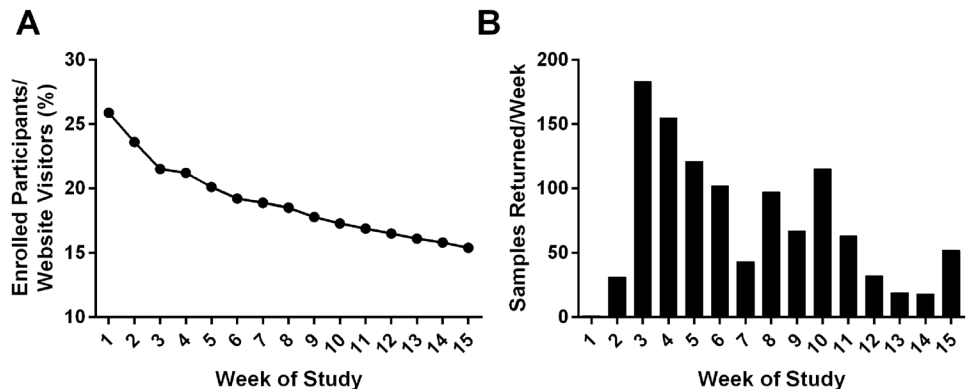 A
Enrolled Participants/
Website Visitors (%)
30
25
20
15
10
1 2 3 4 5 6 7 8 9 10 11 12 13 14 15
Week of Study
B
Samples Returned/Week
200
150
100
50
0
1 2 3 4 5 6 7 8 9 10 11 12 13 14 15
Week of Study